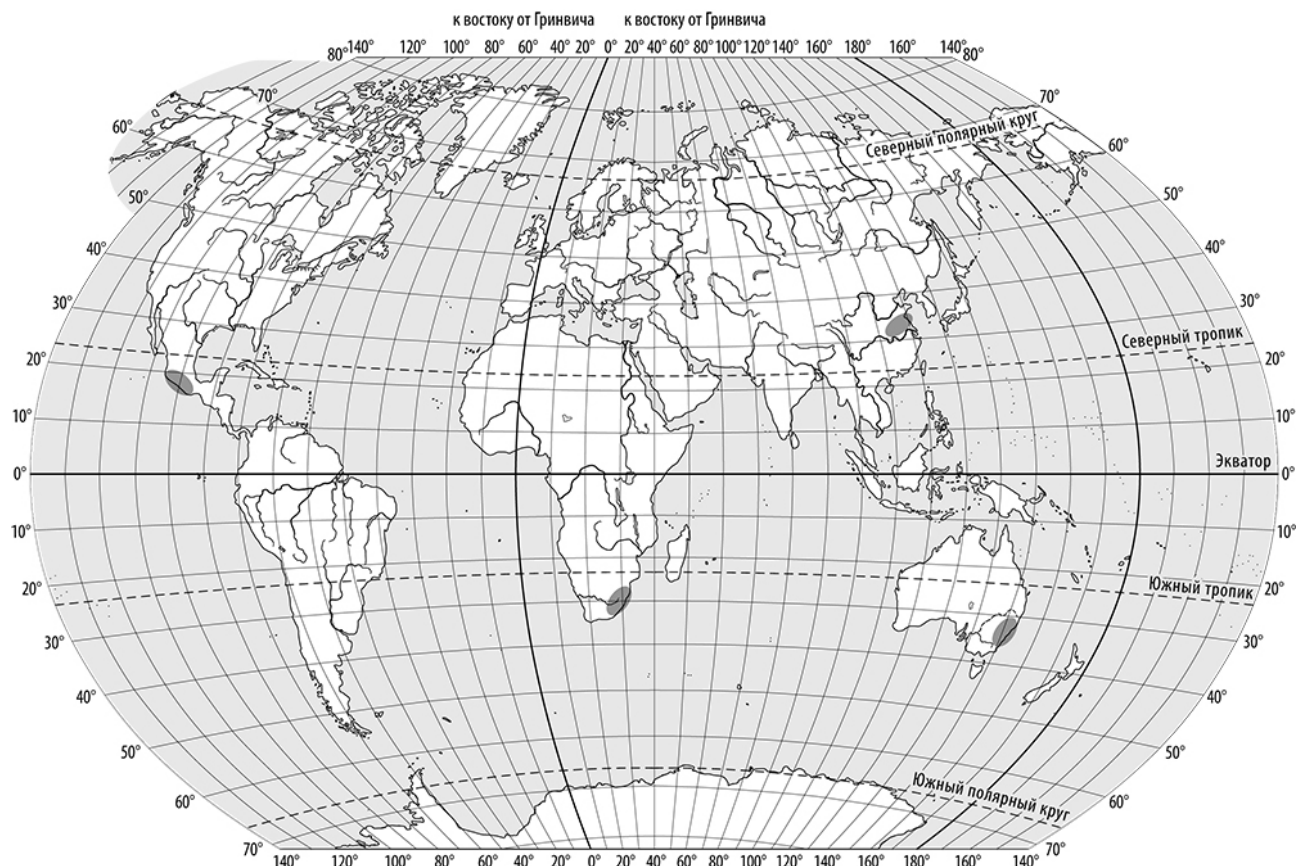 к востоку от Гринвича к востоку от Гринвича
80° 140° 120° 100° 80° 60° 40° 20° 0° 20° 40° 60° 80° 100° 120° 140° 160° 180° 160° 140° 80°
70° 70°
60° Северный полярный круг 60°
50° 50°
40° 40°
30° 30°
Северный тропик
20° 20°
10° 10°
Экватор
0° 0°
10° 10°
20° Южный тропик 20°
30° 30°
40° 40°
50° 50°
Южный полярный круг
60° 60°
70° 70°
140° 120° 100° 80° 60° 40° 20° 0° 20° 40° 60° 80° 100° 120° 140° 160° 180° 160° 140°